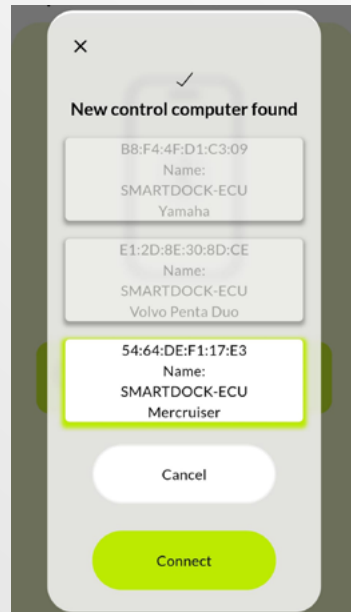 New control computer found
B8:F4:4F:D1:C3:09
Name:
SMARTDOCK-ECU
Yamaha
E1:2D:8E:30:8D:CE
Name:
SMARTDOCK-ECU
Volvo Penta Duo
54:64:DE:F1:17:E3
Name:
SMARTDOCK-ECU
Mercruiser
Cancel
Connect